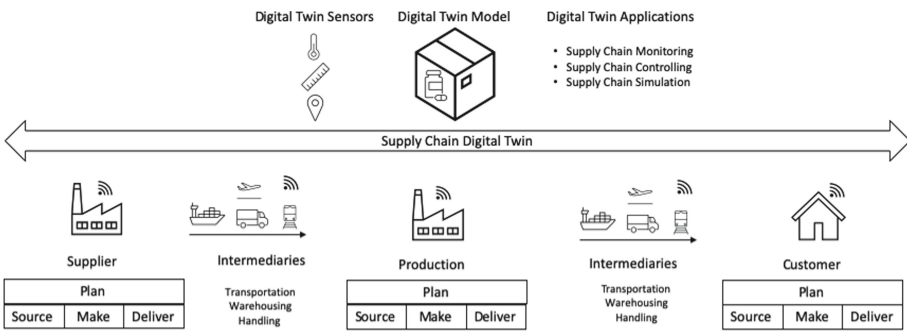 Digital Twin Sensors
Digital Twin Model
Digital Twin Applications
• Supply Chain Monitoring
• Supply Chain Controlling
• Supply Chain Simulation
Supply Chain Digital Twin
Supplier
Plan
Source Make Deliver
Intermediaries
Transportation
Warehousing
Handling
Production
Plan
Source Make Deliver
Intermediaries
Transportation
Warehousing
Handling
Customer
Plan
Source Make Deliver